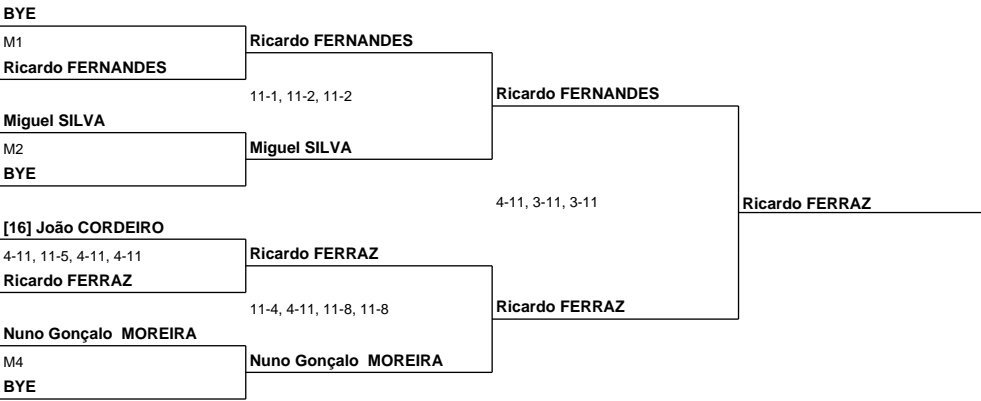 BYE
M1
Ricardo FERNANDES
Ricardo FERNANDES
11-1, 11-2, 11-2
Miguel SILVA
M2
BYE
Miguel SILVA
Ricardo FERNANDES
4-11, 3-11, 3-11
Ricardo FERRAZ
[16] João CORDEIRO
4-11, 11-5, 4-11, 4-11
Ricardo FERRAZ
Ricardo FERRAZ
11-4, 4-11, 11-8, 11-8
Ricardo FERRAZ
Nuno Gonçalo  MOREIRA
M4
BYE
Nuno Gonçalo  MOREIRA